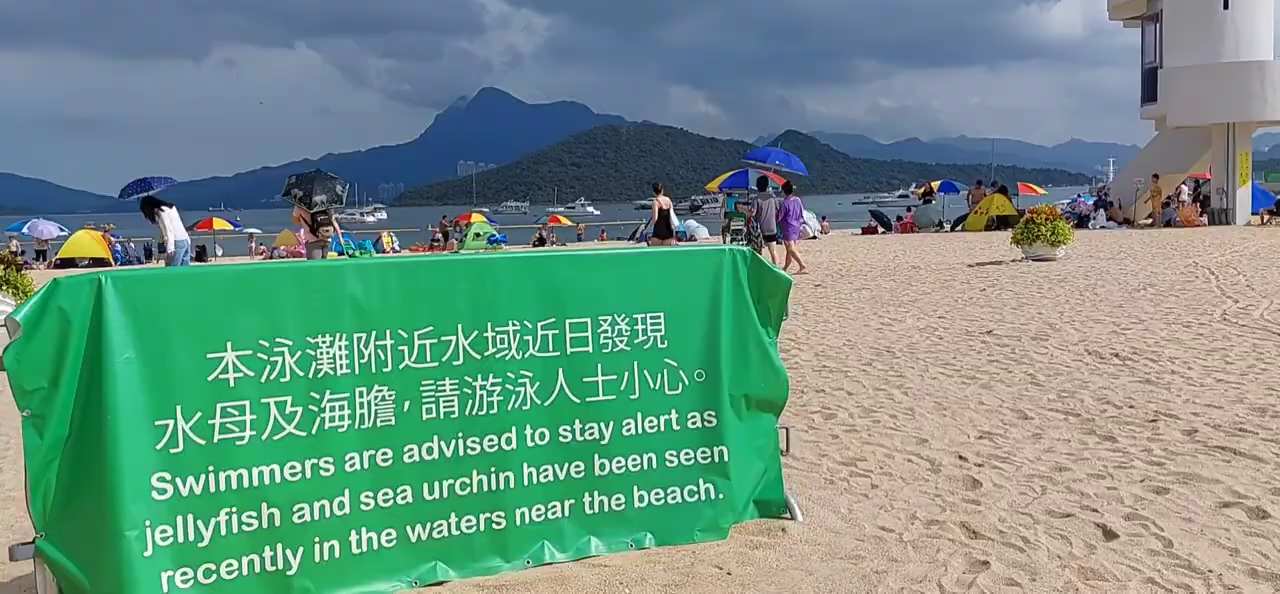 本泳灘附近水域近日發現
水母及海膽，請游泳人士小心。
Swimmers are advised to stay alert as
jellyfish and sea urchin have been seen
recently in the waters near the beach.